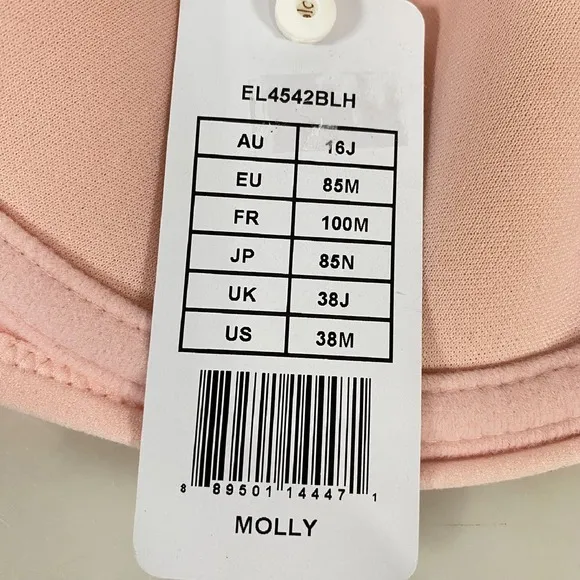 EL4542BLH
AU 16J
EU 85M
FR 100M
JP 85N
UK 38J
US 38M
8 89501 14447 1
MOLLY